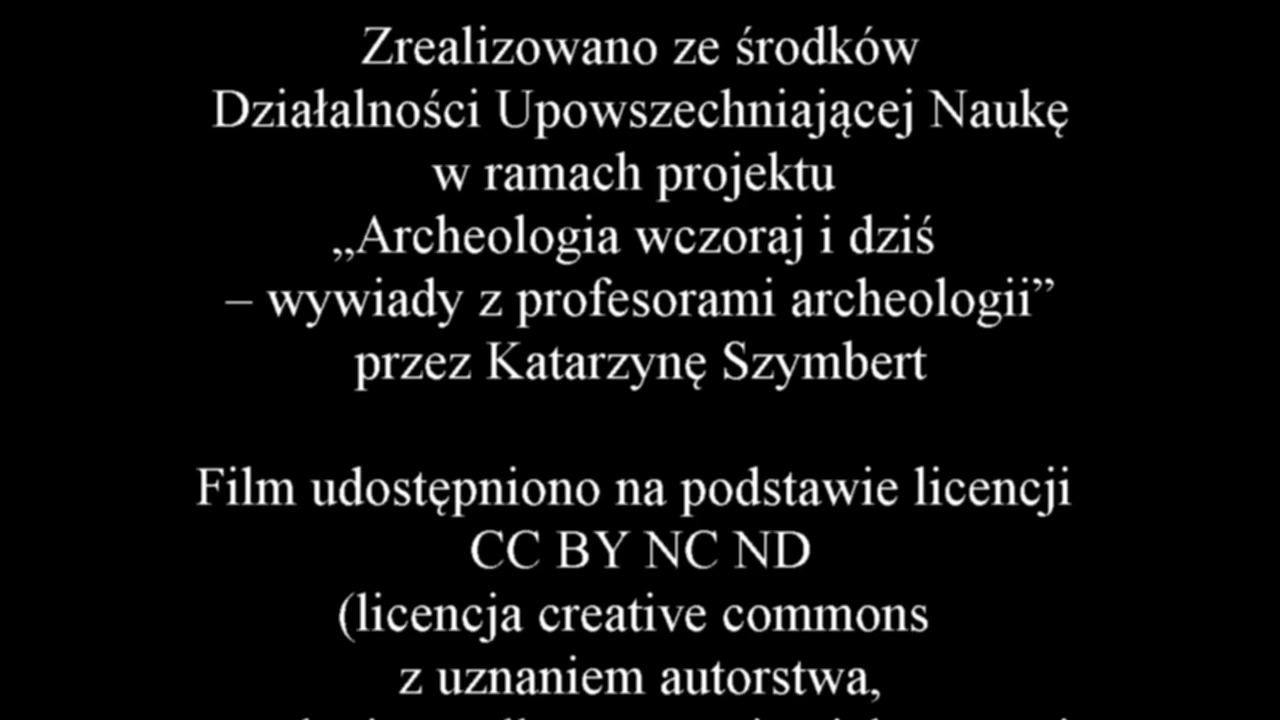 Zrealizowano ze środków
Działalności Upowszechniającej Naukę
w ramach projektu
„Archeologia wczoraj i dziś
– wywiady z profesorami archeologii”
przez Katarzynę Szymbert
Film udostępniono na podstawie licencji
CC BY NC ND
(licencja creative commons
z uznaniem autorstwa,